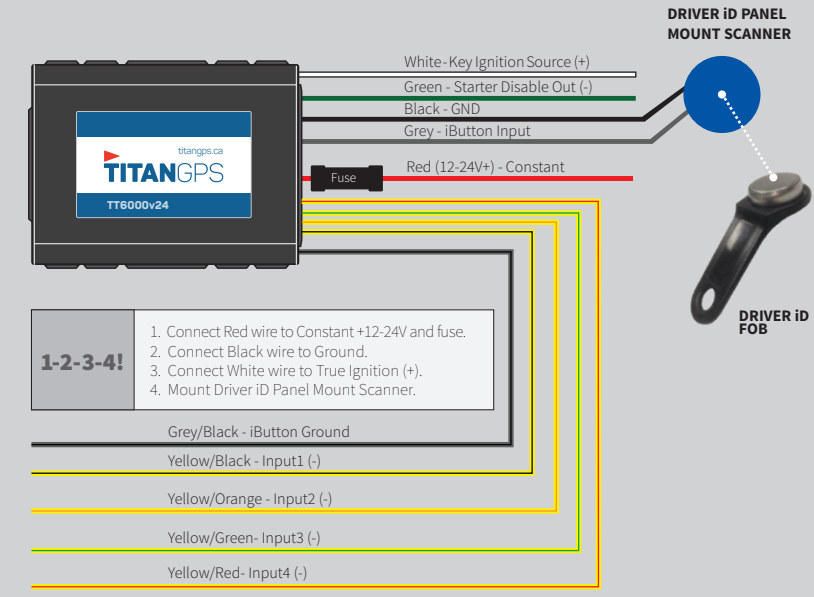 DRIVER iD PANEL
MOUNT SCANNER
White-Key Ignition Source (+)
Green - Starter Disable Out (-)
Black - GND
Grey - iButton Input
Fuse
Red (12-24V+) - Constant
titangps.ca
TITANGPS
TT6000v24
DRIVER iD
FOB
1-2-3-4!
1. Connect Red wire to Constant +12-24V and fuse.
2. Connect Black wire to Ground.
3. Connect White wire to True Ignition (+).
4. Mount Driver iD Panel Mount Scanner.
Grey/Black - iButton Ground
Yellow/Black - Input1 (-)
Yellow/Orange - Input2 (-)
Yellow/Green- Input3 (-)
Yellow/Red- Input4 (-)